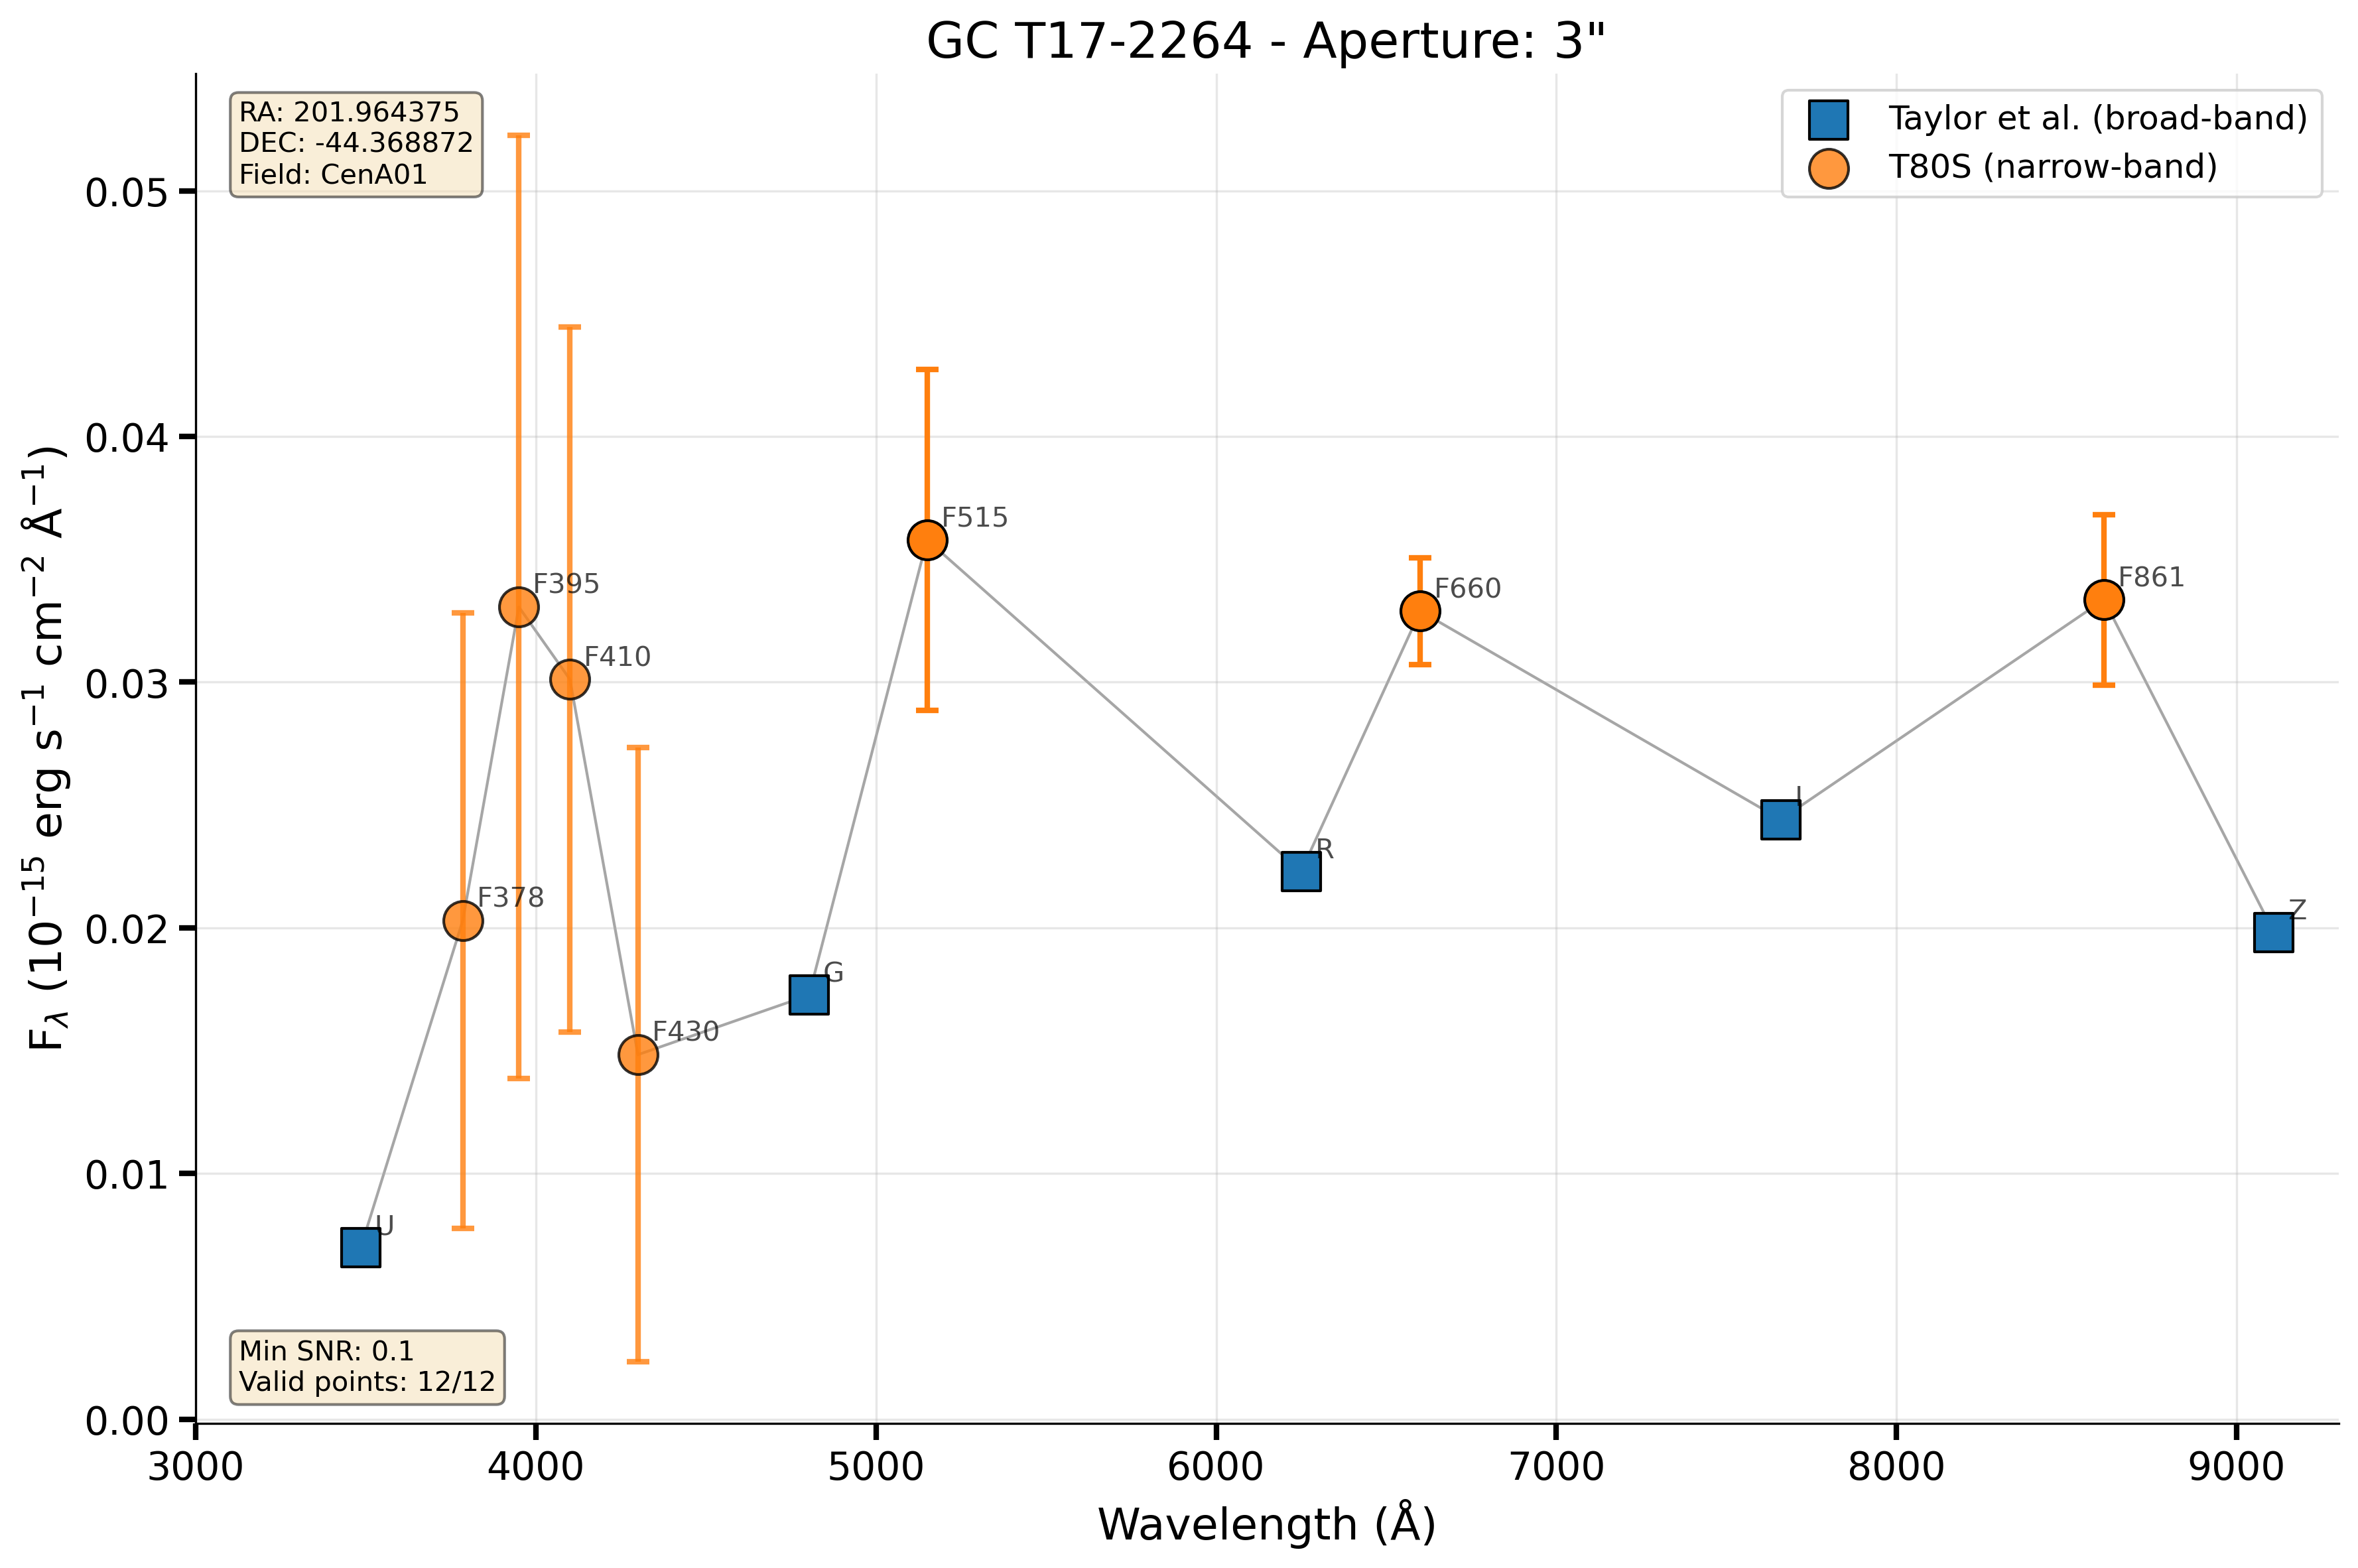 GC T17-2264 - Aperture: 3"
RA: 201.964375
DEC: -44.368872
Field: CenA01
Taylor et al. (broad-band)
T80S (narrow-band)
0.05
0.04
0.03
0.02
0.01
0.00
F_λ (10⁻¹⁵ erg s⁻¹ cm⁻² Å⁻¹)
U
F378
F395
F410
F430
G
F515
R
F660
I
F861
Z
Min SNR: 0.1
Valid points: 12/12
3000 4000 5000 6000 7000 8000 9000
Wavelength (Å)